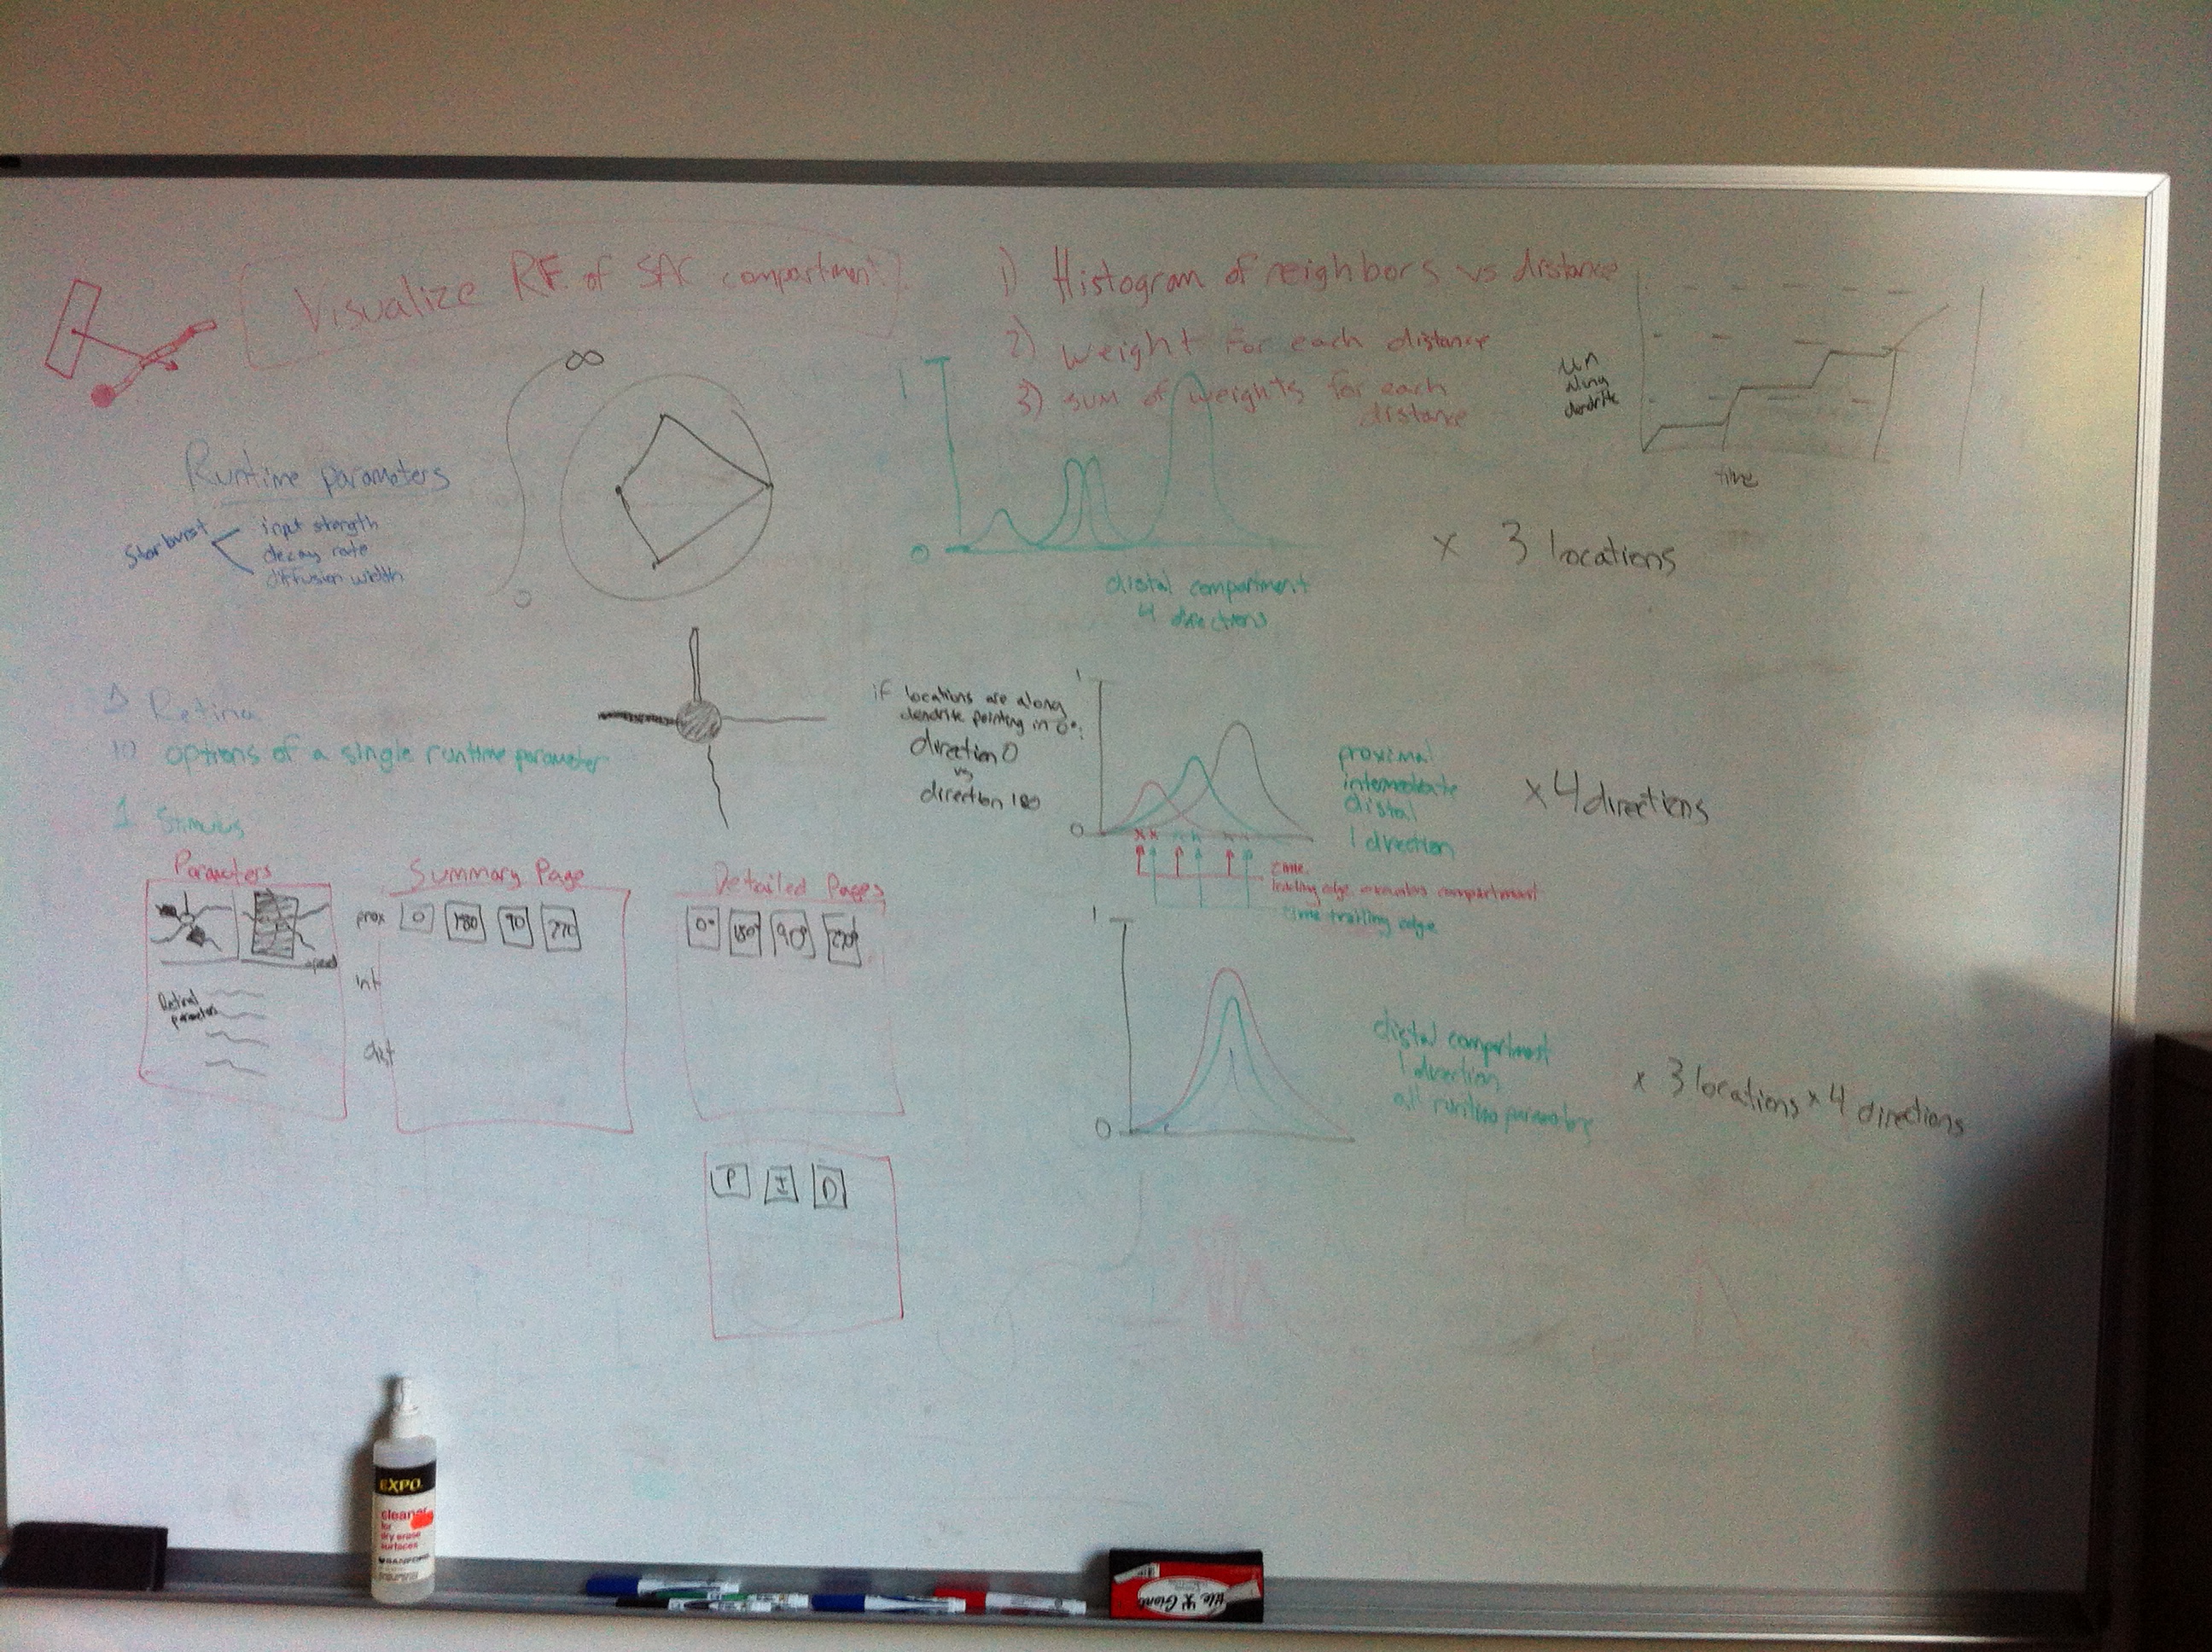 Visualize RF of SAC compartment
1) Histogram of neighbors vs distance
2) weight for each distance
3) sum of weights for each
distance
along
dendrite
time
∞
0
Runtime parameters
Starburst
input strength
decay rate
diffusion width
1
0
distal compartment
4 directions
x 3 locations
Retina
10 options of a single runtime parameter
1 Stimulus
if locations are along
dendrite pointing in 0°:
direction 0
vs
direction 180
1
0
proximal
intermediate
distal
1 direction
x 4 directions
time
leading edge compartment
time trailing edge
Parameters
speed
Retinal
Summary Page
prox 0 180 90 270
int
dist
Detailed Pages
0° 180° 90° 270°
P I D
1
0
distal compartment
1 direction
all runtime parameters
x 3 locations x 4 directions
EXPO
cleaner
for
dry erase
surfaces
SANFORD
Giant